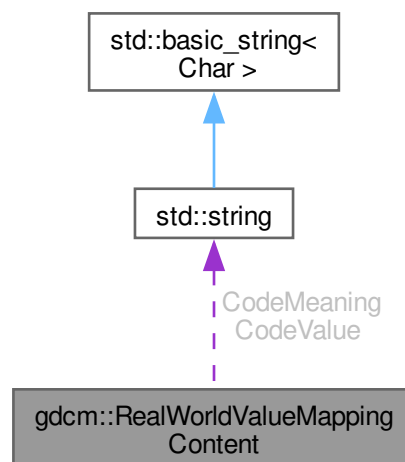 std::basic_string<
Char >
std::string
CodeMeaning
CodeValue
gdcm::RealWorldValueMapping
Content